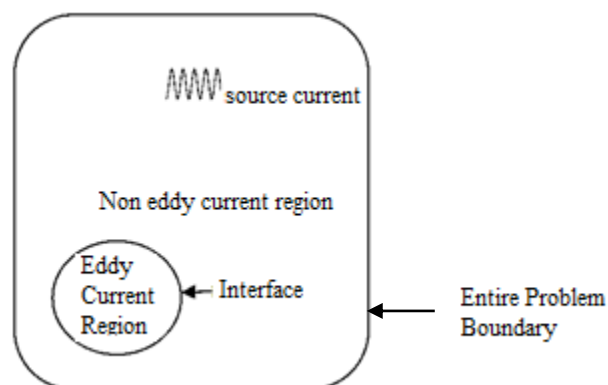 source current
Non eddy current region
Eddy
Current
Region
Interface
Entire Problem
Boundary